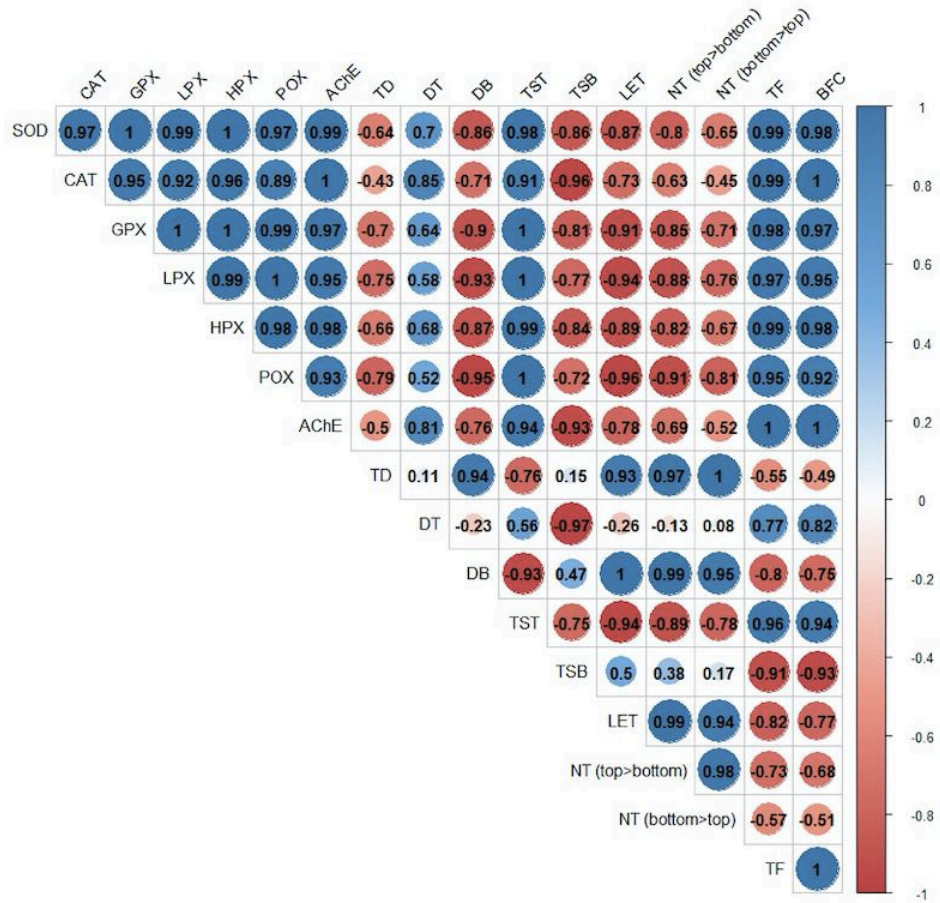 CAT GPX LPX HPX POX AChE TD DT DB TST TSB LET NT (top>bottom) NT (bottom>top) TF BFC
SOD 0.97 1 0.99 1 0.97 0.99 -0.64 0.7 -0.86 0.98 -0.86 -0.87 -0.8 -0.65 0.99 0.98
CAT 0.95 0.92 0.96 0.89 1 -0.43 0.85 -0.71 0.91 -0.96 -0.73 -0.63 -0.45 0.99 1
GPX 1 1 0.99 0.97 -0.7 0.64 -0.9 1 -0.81 -0.91 -0.85 -0.71 0.98 0.97
LPX 0.99 1 0.95 -0.75 0.58 -0.93 1 -0.77 -0.94 -0.88 -0.76 0.97 0.95
HPX 0.98 0.98 -0.66 0.68 -0.87 0.99 -0.84 -0.89 -0.82 -0.67 0.99 0.98
POX 0.93 -0.79 0.52 -0.95 1 -0.72 -0.96 -0.91 -0.81 0.95 0.92
AChE -0.5 0.81 -0.76 0.94 -0.93 -0.78 -0.69 -0.52 1 1
TD 0.11 0.94 -0.76 0.15 0.93 0.97 1 -0.55 -0.49
DT -0.23 0.56 -0.97 -0.26 -0.13 0.08 0.77 0.82
DB -0.93 0.47 1 0.99 0.95 -0.8 -0.75
TST -0.75 -0.94 -0.89 -0.78 0.96 0.94
TSB 0.5 0.38 0.17 -0.91 -0.93
LET 0.99 0.94 -0.82 -0.77
NT (top>bottom) 0.98 -0.73 -0.68
NT (bottom>top) -0.57 -0.51
TF 1
1
0.8
0.6
0.4
0.2
0
-0.2
-0.4
-0.6
-0.8
-1